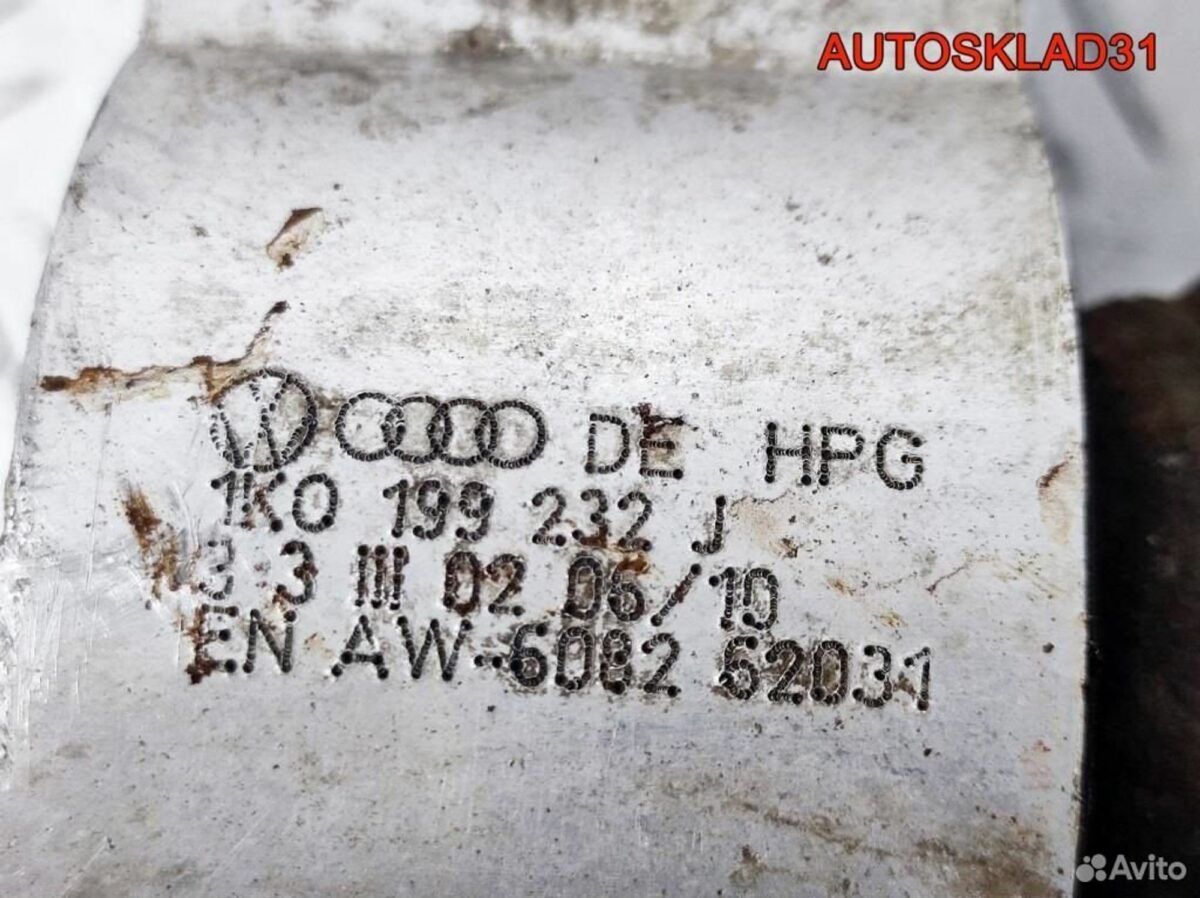 AUTOSKLAD31
DE HPG
1K0 199 232 J
3 3 III 02 06/10
EN AW-6082 62031
Avito